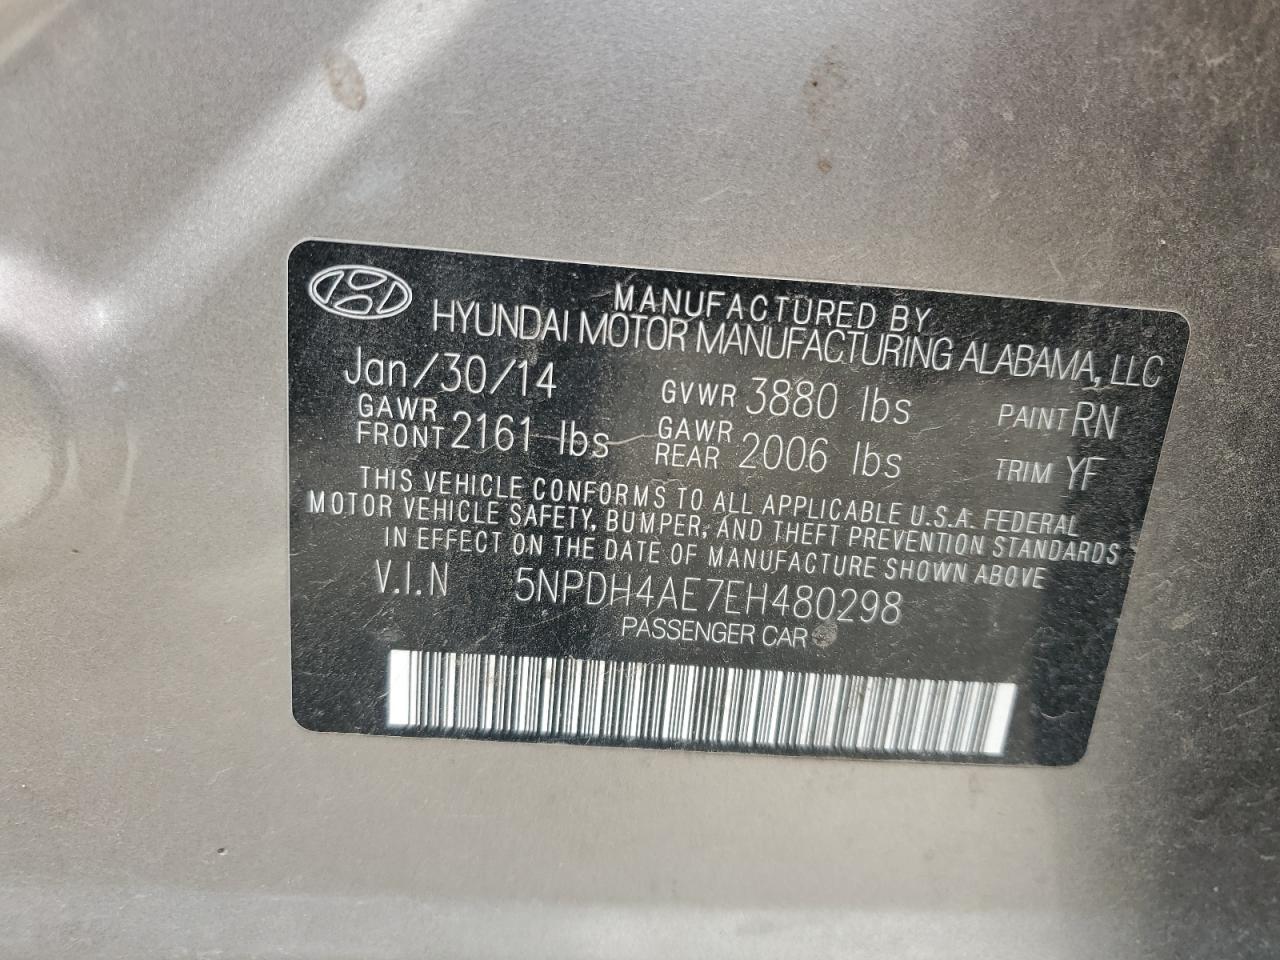 MANUFACTURED BY
HYUNDAI MOTOR MANUFACTURING ALABAMA, LLC
Jan/30/14 GVWR 3880 lbs PAINT RN
GAWR FRONT 2161 lbs GAWR REAR 2006 lbs TRIM YF
THIS VEHICLE CONFORMS TO ALL APPLICABLE U.S.A. FEDERAL
MOTOR VEHICLE SAFETY, BUMPER, AND THEFT PREVENTION STANDARDS
IN EFFECT ON THE DATE OF MANUFACTURE SHOWN ABOVE
V.I.N 5NPDH4AE7EH480298
PASSENGER CAR